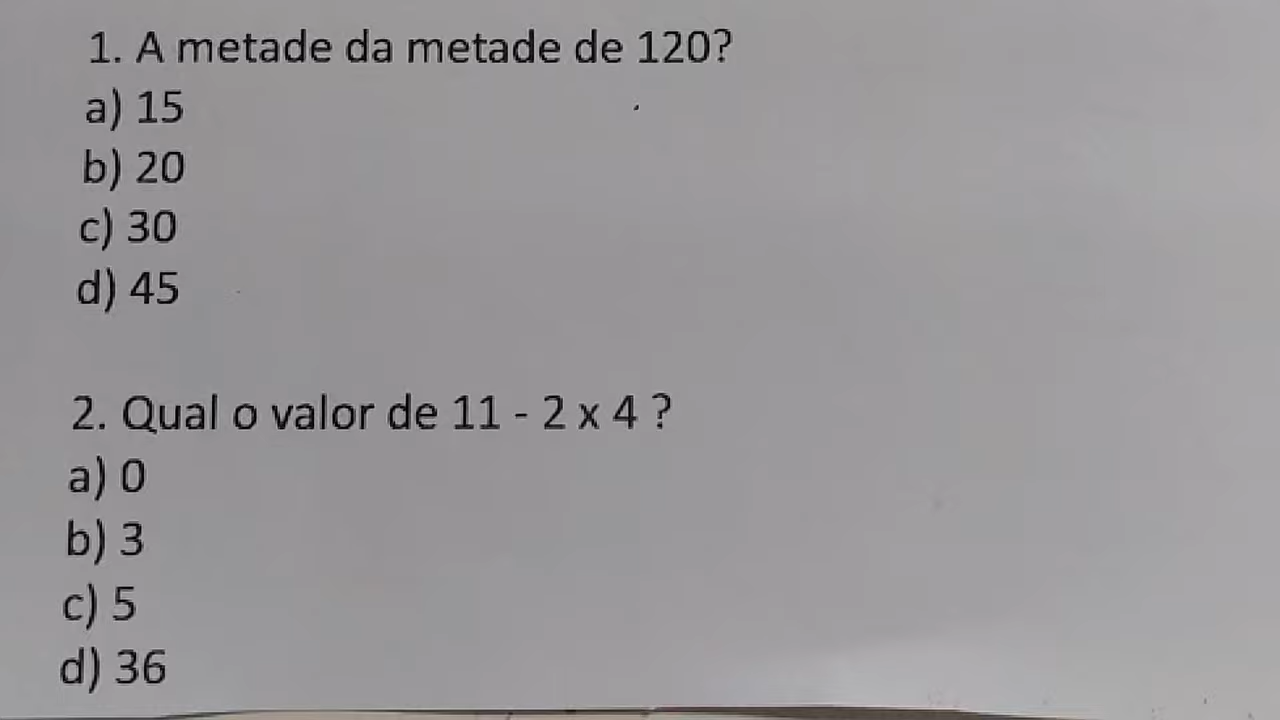 1. A metade da metade de 120?
a) 15
b) 20
c) 30
d) 45
2. Qual o valor de 11 - 2 x 4 ?
a) 0
b) 3
c) 5
d) 36